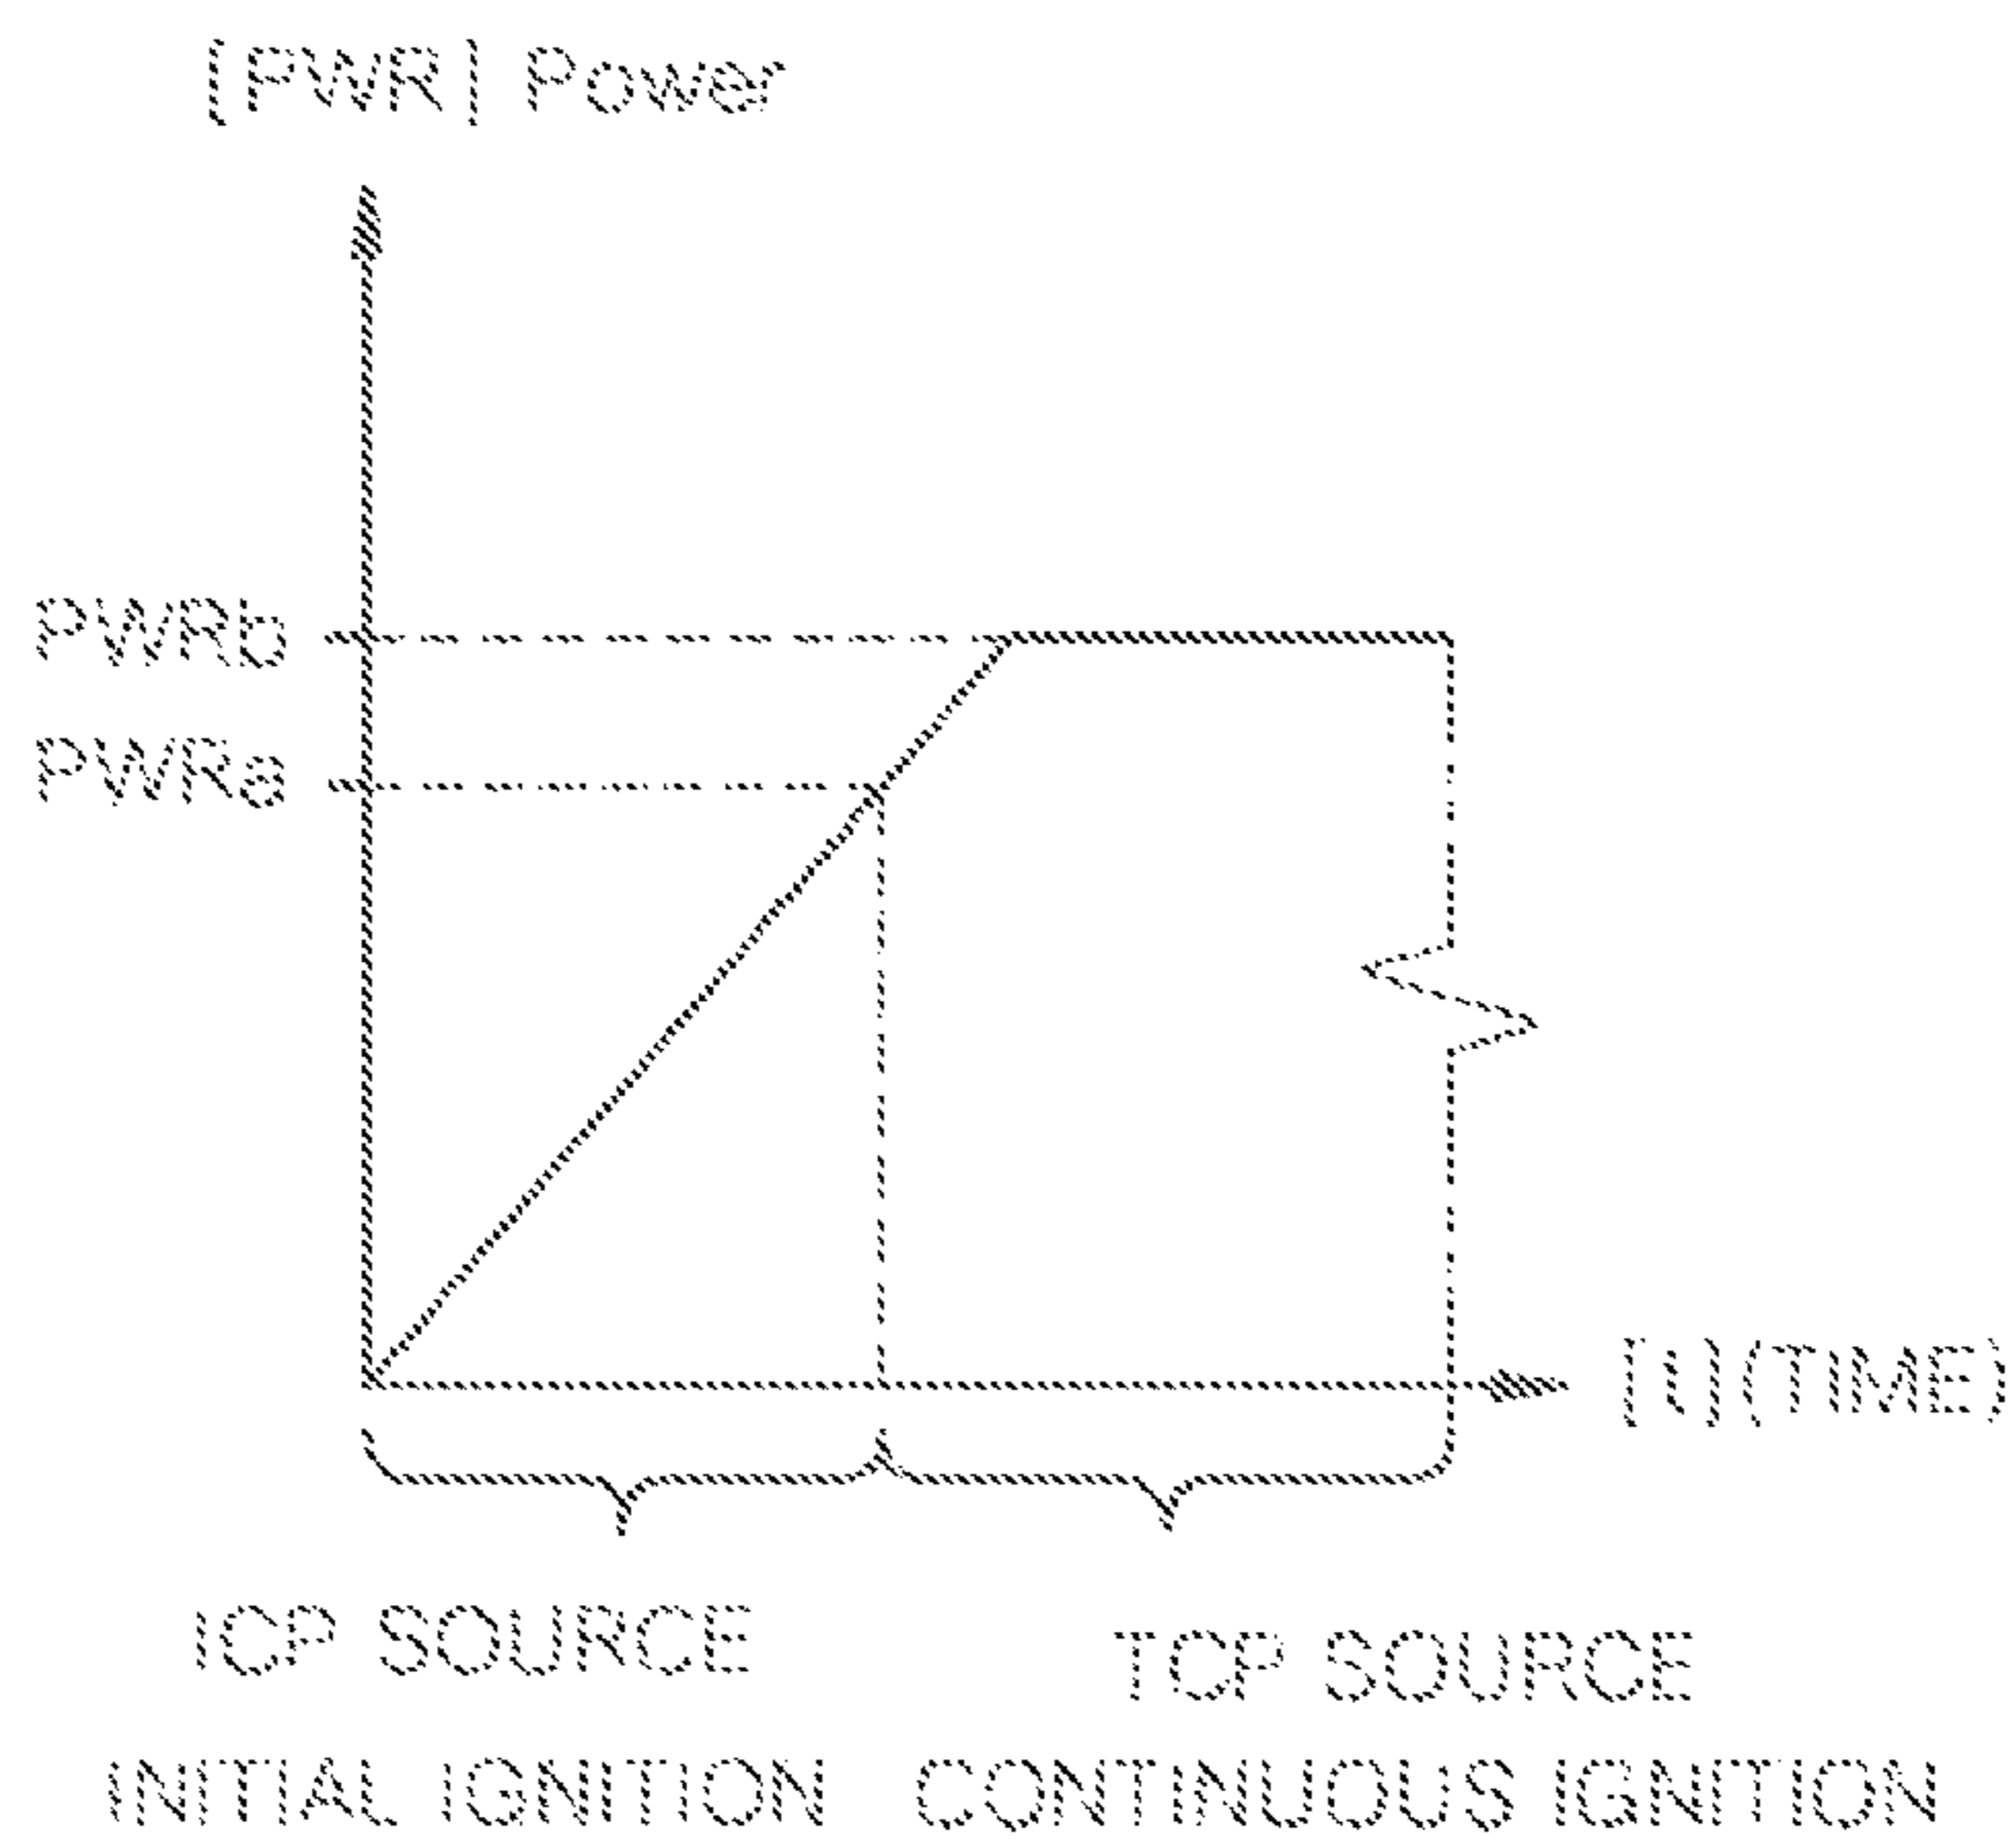 [PWR] Power
PWRb
PWRa
[t](TIME)
ICP SOURCE
TCP SOURCE
INITIAL IGNITION
CONTINUOUS IGNITION